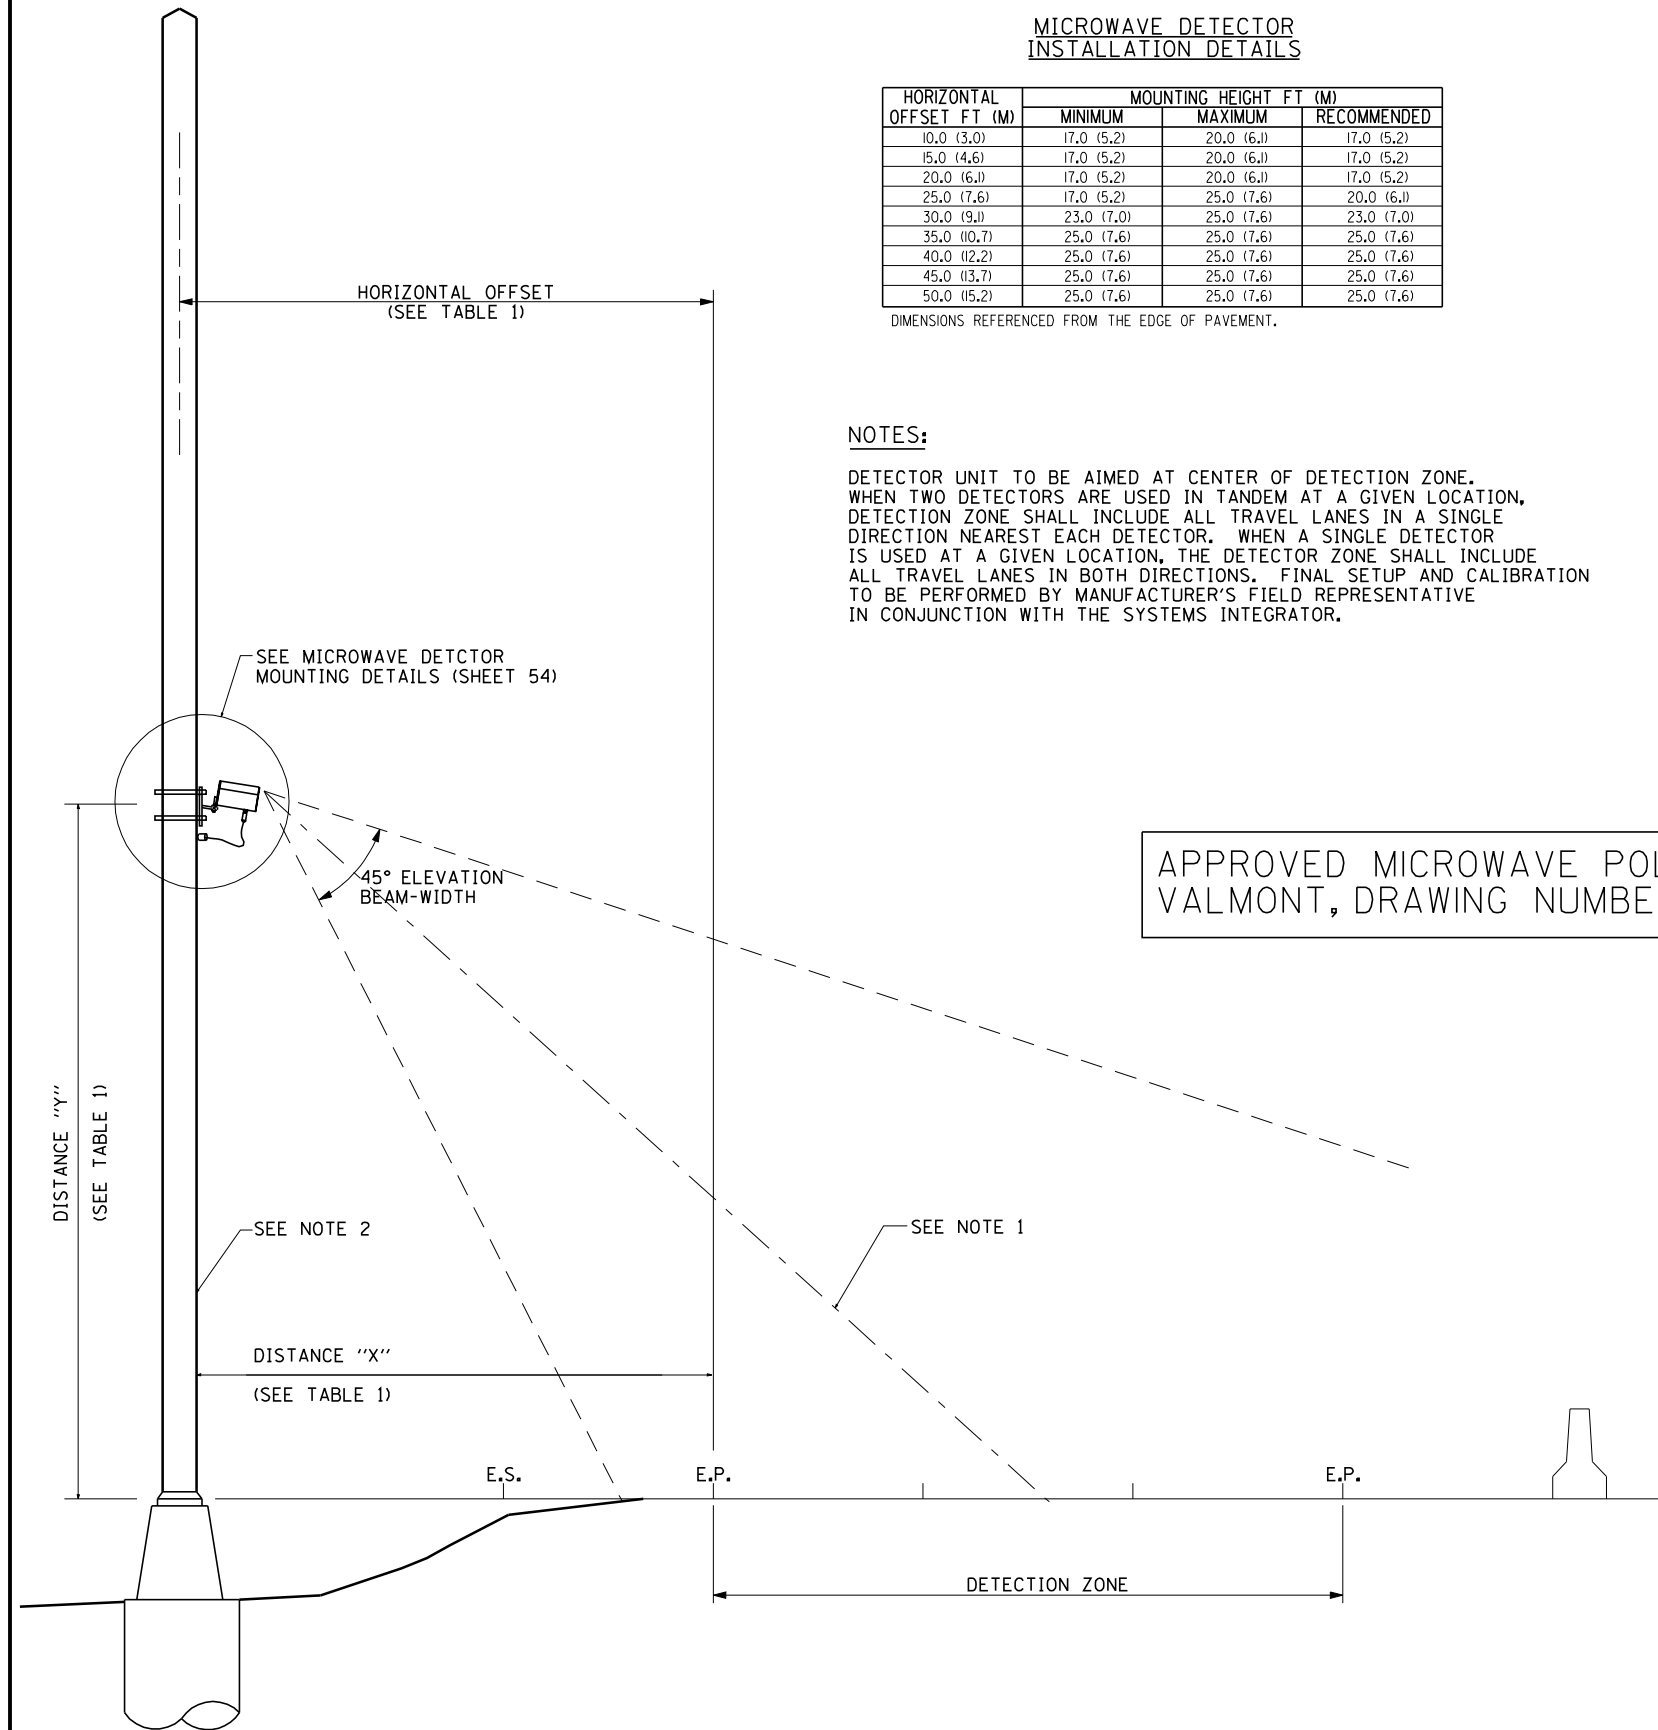 MICROWAVE DETECTOR
INSTALLATION DETAILS
HORIZONTAL OFFSET FT (M) MOUNTING HEIGHT FT (M)
MINIMUM MAXIMUM RECOMMENDED
10.0 (3.0) 17.0 (5.2) 20.0 (6.1) 17.0 (5.2)
15.0 (4.6) 17.0 (5.2) 20.0 (6.1) 17.0 (5.2)
20.0 (6.1) 17.0 (5.2) 20.0 (6.1) 17.0 (5.2)
25.0 (7.6) 17.0 (5.2) 25.0 (7.6) 20.0 (6.1)
30.0 (9.1) 23.0 (7.0) 25.0 (7.6) 23.0 (7.0)
35.0 (10.7) 25.0 (7.6) 25.0 (7.6) 25.0 (7.6)
40.0 (12.2) 25.0 (7.6) 25.0 (7.6) 25.0 (7.6)
45.0 (13.7) 25.0 (7.6) 25.0 (7.6) 25.0 (7.6)
50.0 (15.2) 25.0 (7.6) 25.0 (7.6) 25.0 (7.6)
DIMENSIONS REFERENCED FROM THE EDGE OF PAVEMENT.
HORIZONTAL OFFSET
(SEE TABLE 1)
NOTES:
DETECTOR UNIT TO BE AIMED AT CENTER OF DETECTION ZONE.
WHEN TWO DETECTORS ARE USED IN TANDEM AT A GIVEN LOCATION,
DETECTION ZONE SHALL INCLUDE ALL TRAVEL LANES IN A SINGLE
DIRECTION NEAREST EACH DETECTOR. WHEN A SINGLE DETECTOR
IS USED AT A GIVEN LOCATION, THE DETECTOR ZONE SHALL INCLUDE
ALL TRAVEL LANES IN BOTH DIRECTIONS. FINAL SETUP AND CALIBRATION
TO BE PERFORMED BY MANUFACTURER'S FIELD REPRESENTATIVE
IN CONJUNCTION WITH THE SYSTEMS INTEGRATOR.
SEE MICROWAVE DETCTOR
MOUNTING DETAILS (SHEET 54)
45° ELEVATION
BEAM-WIDTH
APPROVED MICROWAVE
VALMONT, DRAWING
DISTANCE ''Y''
(SEE TABLE 1)
SEE NOTE 2
SEE NOTE 1
DISTANCE ''X''
(SEE TABLE 1)
E.S.
E.P.
E.P.
DETECTION ZONE